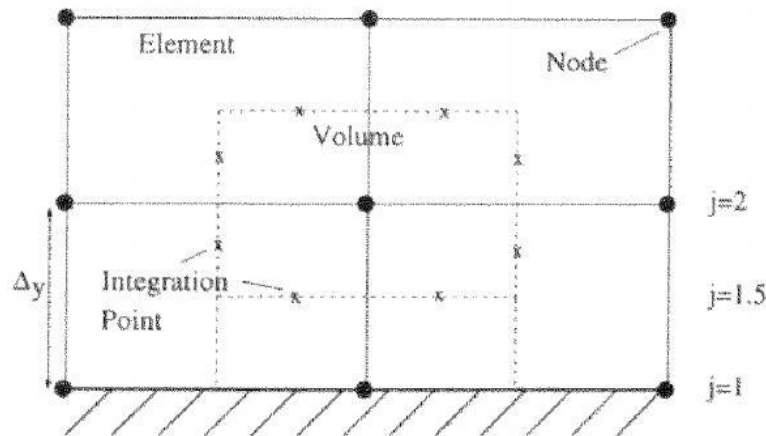 Element
Node
Volume
j=2
Δy
Integration
Point
j=1.5
j=1